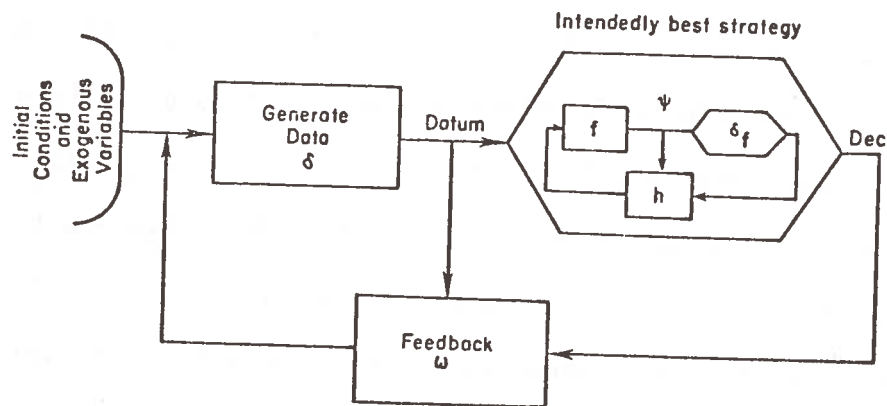 Intendedly best strategy
Initial
Conditions
and
Exogenous
Variables
Generate
Data
δ
Datum
f
ψ
δf
h
Dec
Feedback
ω